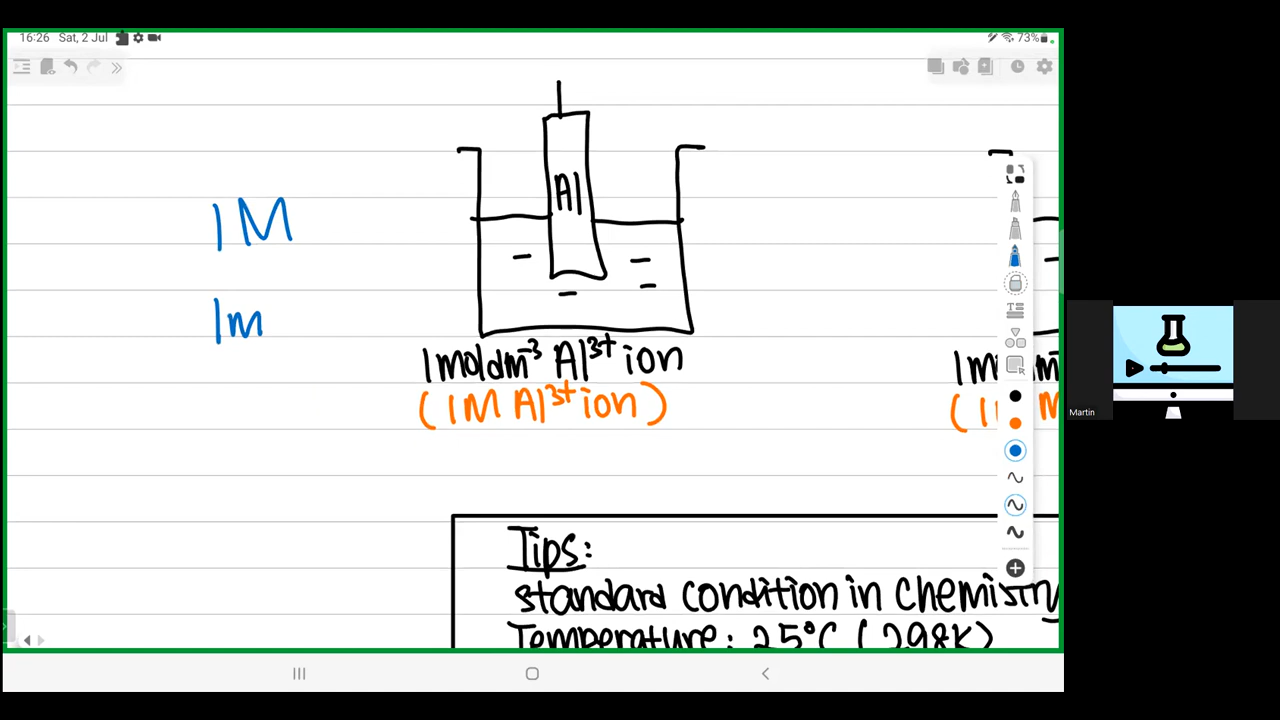 16:26 Sat, 2 Jul
73%
Al
1M
1m
1moldm⁻³ Al³⁺ ion
(1M Al³⁺ ion)
Tips:
standard condition in Chemistry
Temperature: 25°C (298K)
Martin